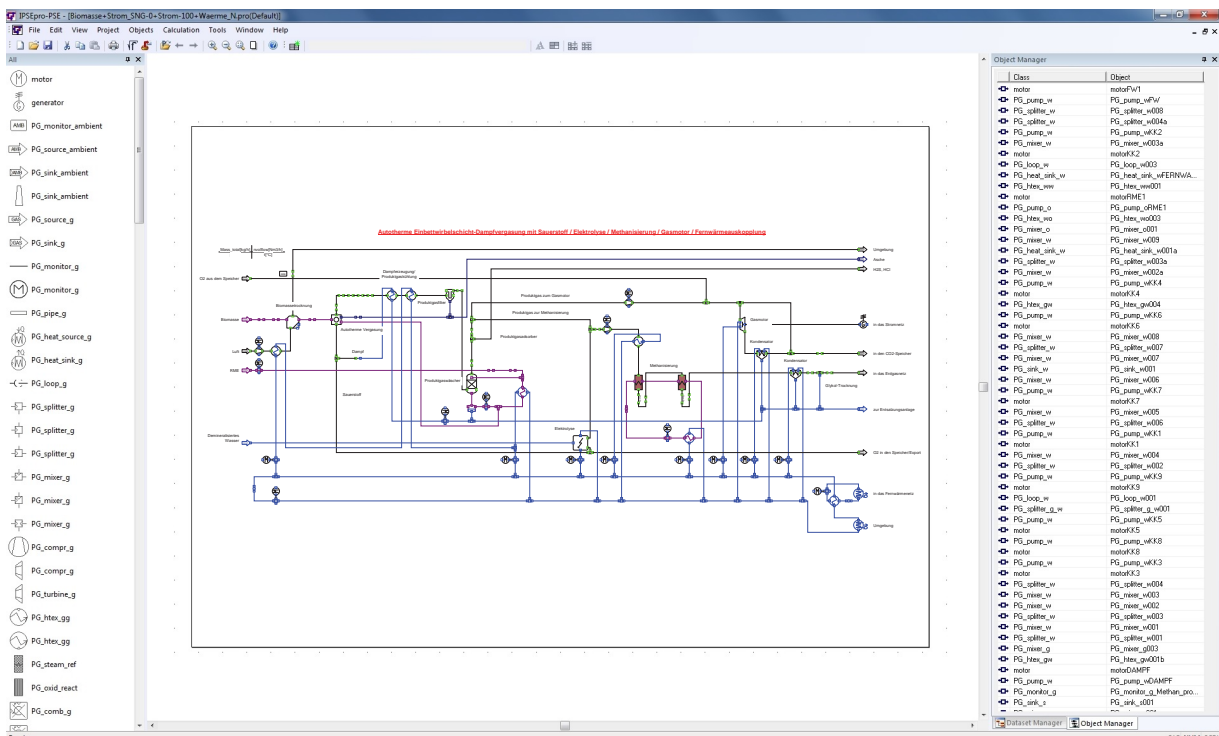 IPSEpro-PSE - [Biomasse+Strom_SNG-0+Strom-100+Waerme_N.pro(Default)]
File Edit View Project Objects Calculation Tools Window Help
All
motor
generator
AMB PG_monitor_ambient
AMB PG_source_ambient
AMB PG_sink_ambient
PG_sink_ambient
GAS PG_source_g
GAS PG_sink_g
PG_monitor_g
M PG_monitor_g
PG_pipe_g
PG_heat_source_g
PG_heat_sink_g
PG_loop_g
PG_splitter_g
PG_splitter_g
PG_splitter_g
PG_mixer_g
PG_mixer_g
PG_mixer_g
PG_compr_g
PG_compr_g
PG_turbine_g
PG_htex_gg
PG_htex_gg
PG_steam_ref
PG_oxid_react
PG_comb_g
Autotherme Einbettwirbelschicht-Dampfvergasung mit Sauerstoff / Elektrolyse / Methanisierung / Gasmotor / Fernwärmeauskopplung
Umgebung
Asche
H2S, HCl
O2 aus dem Speicher
Dampferzeugung/
Produktgaskühlung
Produktgasfilter
Produktgas zum Gasmotor
Biomassetrocknung
Produktgas zur Methanisierung
Gasmotor
Biomasse
Autotherme Vergasung
in das Stromnetz
Luft
Dampf
Kondensator
in den CO2-Speicher
Kondensator
RME
Produktgaswäscher
Methanisierung
in das Erdgasnetz
Glykol-Trocknung
Sauerstoff
zur Entsalzungsanlage
Demineralisiertes
Wasser
Elektrolyse
O2 in den Speicher/Export
in das Fernwärmenetz
Umgebung
Object Manager
Class Object
motor motorFW1
PG_pump_w PG_pump_wFW
PG_splitter_w PG_splitter_w008
PG_splitter_w PG_splitter_w004a
PG_pump_w PG_pump_wKK2
PG_mixer_w PG_mixer_w003a
motor motorKK2
PG_loop_w PG_loop_w003
PG_heat_sink_w PG_heat_sink_wFERNWA...
PG_htex_ww PG_htex_ww001
motor motorRME1
PG_pump_o PG_pump_oRME1
PG_htex_wo PG_htex_wo003
PG_mixer_o PG_mixer_o001
PG_mixer_w PG_mixer_w009
PG_heat_sink_w PG_heat_sink_w001a
PG_splitter_w PG_splitter_w003a
PG_mixer_w PG_mixer_w002a
PG_pump_w PG_pump_wKK4
motor motorKK4
PG_htex_gw PG_htex_gw004
PG_pump_w PG_pump_wKK6
motor motorKK6
PG_mixer_w PG_mixer_w008
PG_splitter_w PG_splitter_w007
PG_mixer_w PG_mixer_w007
PG_sink_w PG_sink_w001
PG_mixer_w PG_mixer_w006
PG_pump_w PG_pump_wKK7
motor motorKK7
PG_mixer_w PG_mixer_w005
PG_splitter_w PG_splitter_w006
PG_pump_w PG_pump_wKK1
motor motorKK1
PG_mixer_w PG_mixer_w004
PG_splitter_w PG_splitter_w002
PG_pump_w PG_pump_wKK9
motor motorKK9
PG_loop_w PG_loop_w001
PG_splitter_g_w PG_splitter_g_w001
PG_pump_w PG_pump_wKK5
motor motorKK5
PG_pump_w PG_pump_wKK8
motor motorKK8
PG_pump_w PG_pump_wKK3
motor motorKK3
PG_splitter_w PG_splitter_w004
PG_mixer_w PG_mixer_w003
PG_mixer_w PG_mixer_w002
PG_splitter_w PG_splitter_w003
PG_mixer_w PG_mixer_w001
PG_splitter_w PG_splitter_w001
PG_mixer_g PG_mixer_g003
PG_htex_gw PG_htex_gw001b
motor motorDAMPF
PG_pump_w PG_pump_wDAMPF
PG_monitor_g PG_monitor_g_Methan_pro...
PG_sink_s PG_sink_s001
Dataset Manager Object Manager